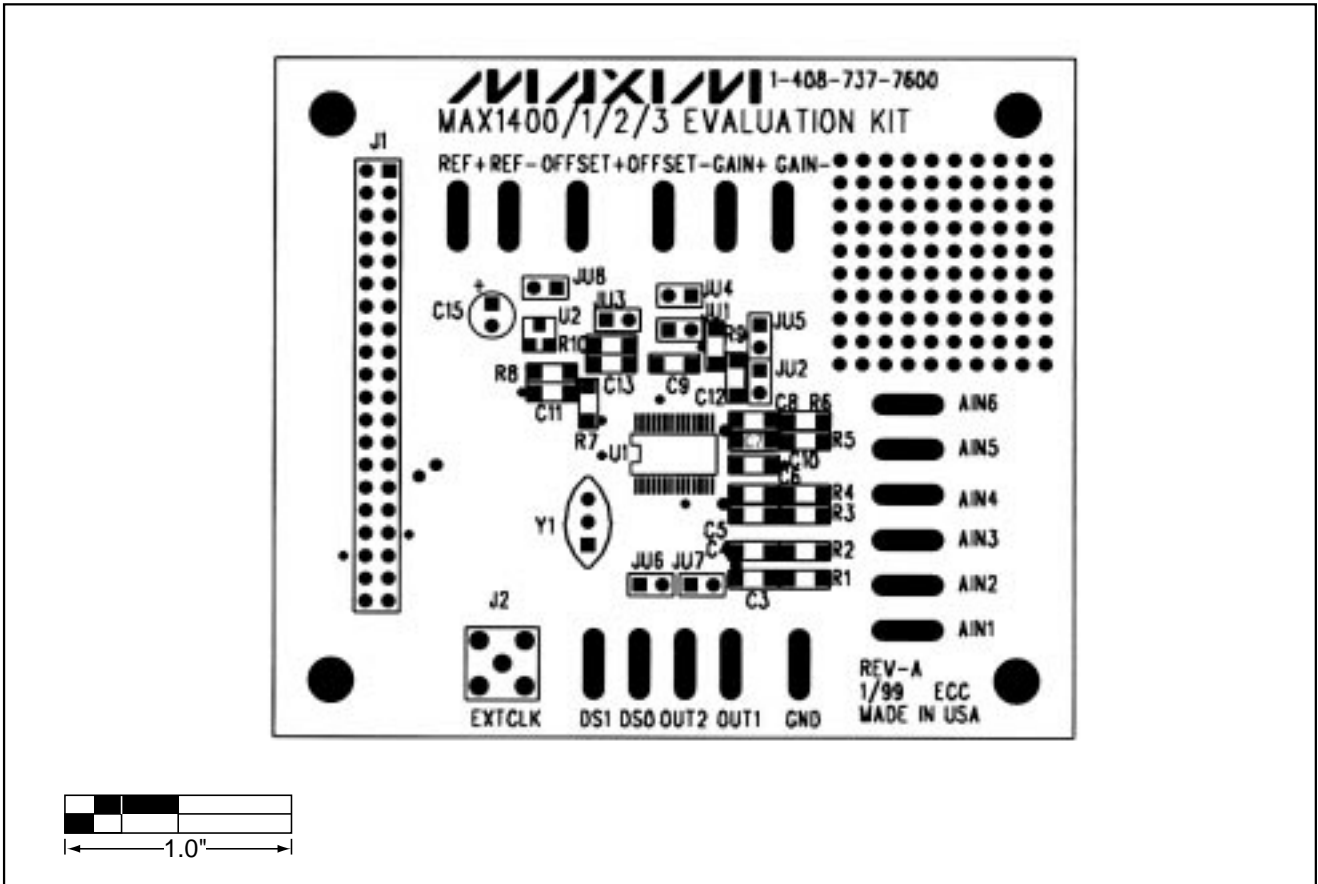 MAXIM 1-408-737-7600
MAX1400/1/2/3 EVALUATION KIT
J1
REF+ REF- OFFSET+ OFFSET- GAIN+ GAIN-
JU8
JU3
JU4
C15
+
U2
JU1
R9
JU5
R10
JU2
R8
C13
C9
C12
C11
C8 R6
AIN6
R7
U1
C7
R5
C10
AIN5
C6
R4
AIN4
R3
Y1
C5
AIN3
C4
R2
JU6 JU7
R1
AIN2
C3
J2
AIN1
REV-A
1/99 ECC
MADE IN USA
EXTCLK DS1 DS0 OUT2 OUT1 GND
1.0"